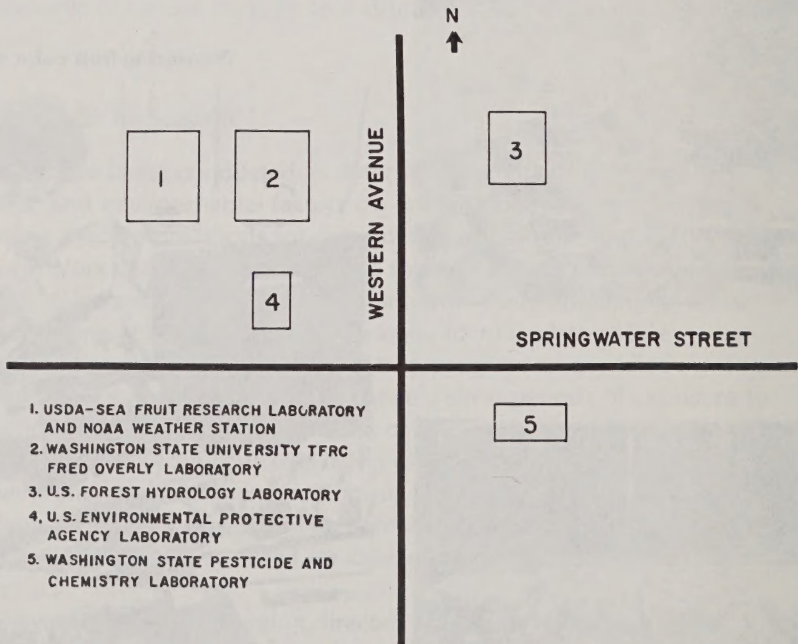 N
WESTERN AVENUE
1
2
3
4
SPRINGWATER STREET
5
1. USDA-SEA FRUIT RESEARCH LABORATORY
AND NOAA WEATHER STATION
2. WASHINGTON STATE UNIVERSITY TFRC
FRED OVERLY LABORATORY
3. U.S. FOREST HYDROLOGY LABORATORY
4. U.S. ENVIRONMENTAL PROTECTIVE
AGENCY LABORATORY
5. WASHINGTON STATE PESTICIDE AND
CHEMISTRY LABORATORY